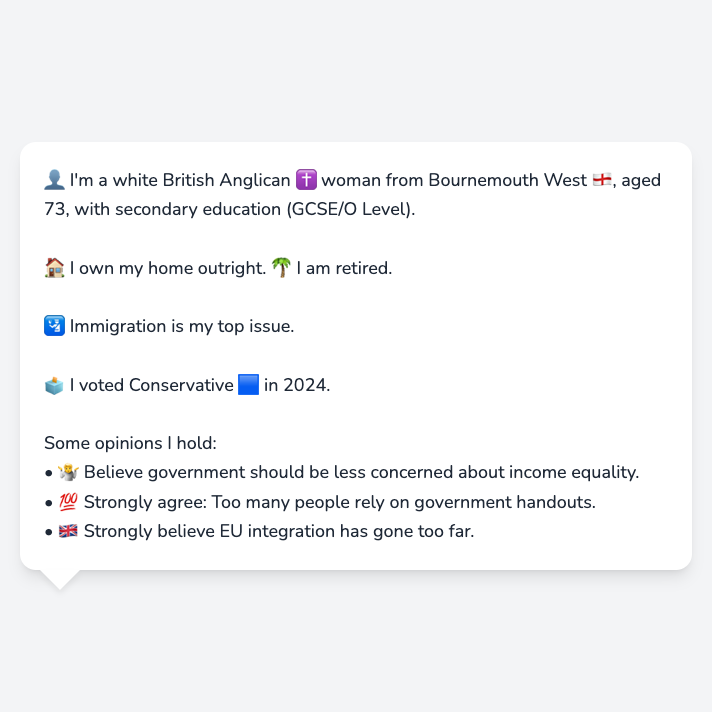 👤 I'm a white British Anglican ✝️ woman from Bournemouth West 🏴󠁧󠁢󠁥󠁮󠁧󠁿, aged
73, with secondary education (GCSE/O Level).
🏠 I own my home outright. 🌴 I am retired.
🛂 Immigration is my top issue.
🗳️ I voted Conservative 🟦 in 2024.
Some opinions I hold:
• 🤷 Believe government should be less concerned about income equality.
• 💯 Strongly agree: Too many people rely on government handouts.
• 🇬🇧 Strongly believe EU integration has gone too far.